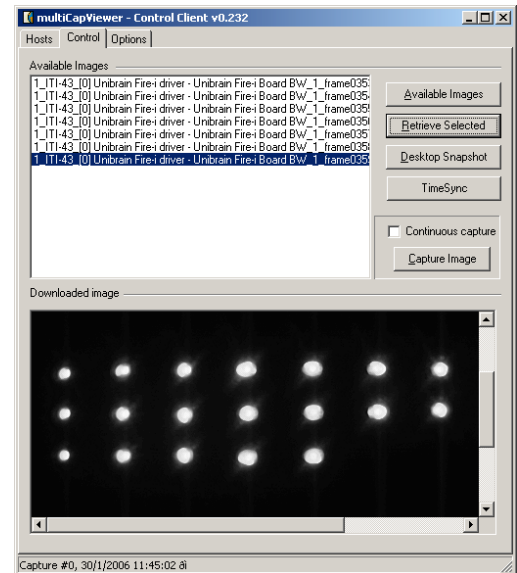 multiCapViewer - Control Client v0.232
Hosts Control Options
Available Images
1_ITI-43_[0] Unibrain Fire-i driver - Unibrain Fire-i Board BW_1_frame035
1_ITI-43_[0] Unibrain Fire-i driver - Unibrain Fire-i Board BW_1_frame035
1_ITI-43_[0] Unibrain Fire-i driver - Unibrain Fire-i Board BW_1_frame035
1_ITI-43_[0] Unibrain Fire-i driver - Unibrain Fire-i Board BW_1_frame035
1_ITI-43_[0] Unibrain Fire-i driver - Unibrain Fire-i Board BW_1_frame035
1_ITI-43_[0] Unibrain Fire-i driver - Unibrain Fire-i Board BW_1_frame035
1_ITI-43_[0] Unibrain Fire-i driver - Unibrain Fire-i Board BW_1_frame035
Available Images
Retrieve Selected
Desktop Snapshot
TimeSync
Continuous capture
Capture Image
Downloaded image
Capture #0, 30/1/2006 11:45:02 ði